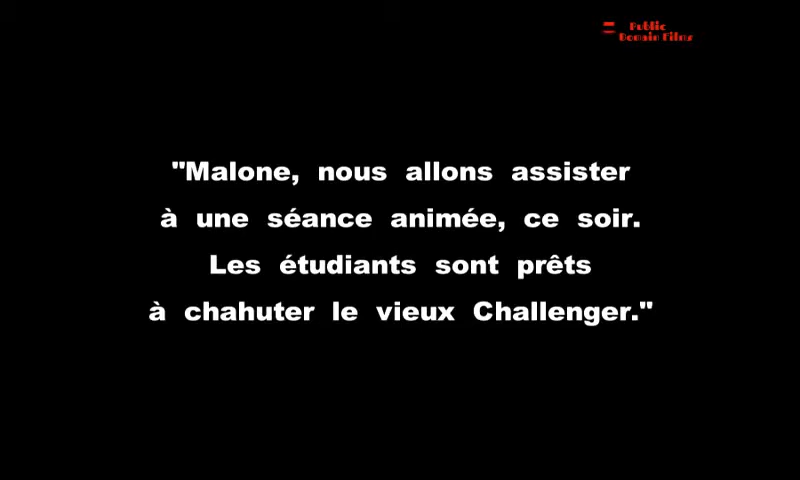 Public
Domain Films
"Malone, nous allons assister
à une séance animée, ce soir.
Les étudiants sont prêts
à chahuter le vieux Challenger."